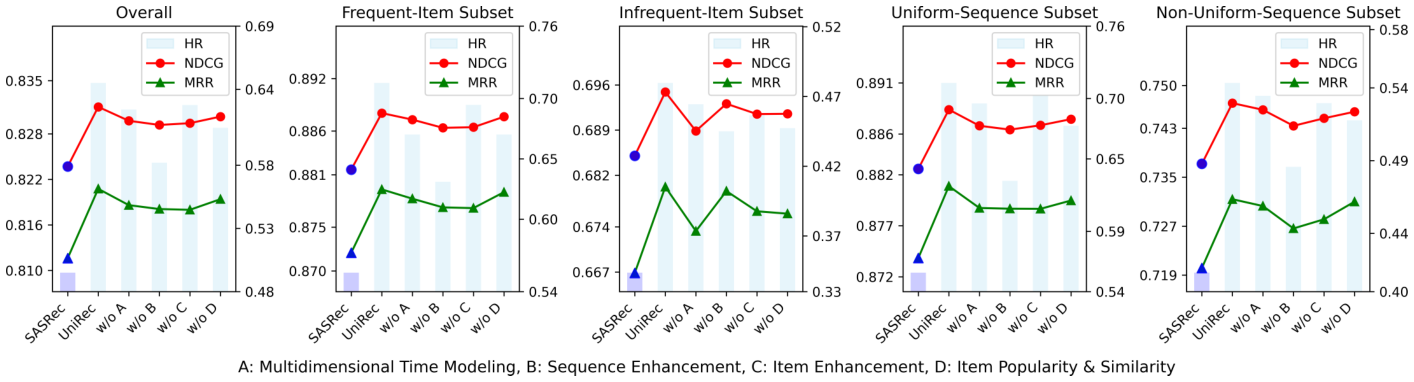 Overall
0.835
0.828
0.822
0.816
0.810
0.69
0.64
0.58
0.53
0.48
HR
NDCG
MRR
SASRec
UniRec
w/o A
w/o B
w/o C
w/o D
Frequent-Item Subset
0.892
0.886
0.881
0.875
0.870
0.76
0.70
0.65
0.60
0.54
HR
NDCG
MRR
SASRec
UniRec
w/o A
w/o B
w/o C
w/o D
Infrequent-Item Subset
0.696
0.689
0.682
0.674
0.667
0.52
0.47
0.42
0.37
0.33
HR
NDCG
MRR
SASRec
UniRec
w/o A
w/o B
w/o C
w/o D
Uniform-Sequence Subset
0.891
0.886
0.882
0.877
0.872
0.76
0.70
0.65
0.59
0.54
HR
NDCG
MRR
SASRec
UniRec
w/o A
w/o B
w/o C
w/o D
Non-Uniform-Sequence Subset
0.750
0.743
0.735
0.727
0.719
0.58
0.54
0.49
0.44
0.40
HR
NDCG
MRR
SASRec
UniRec
w/o A
w/o B
w/o C
w/o D
A: Multidimensional Time Modeling, B: Sequence Enhancement, C: Item Enhancement, D: Item Popularity & Similarity